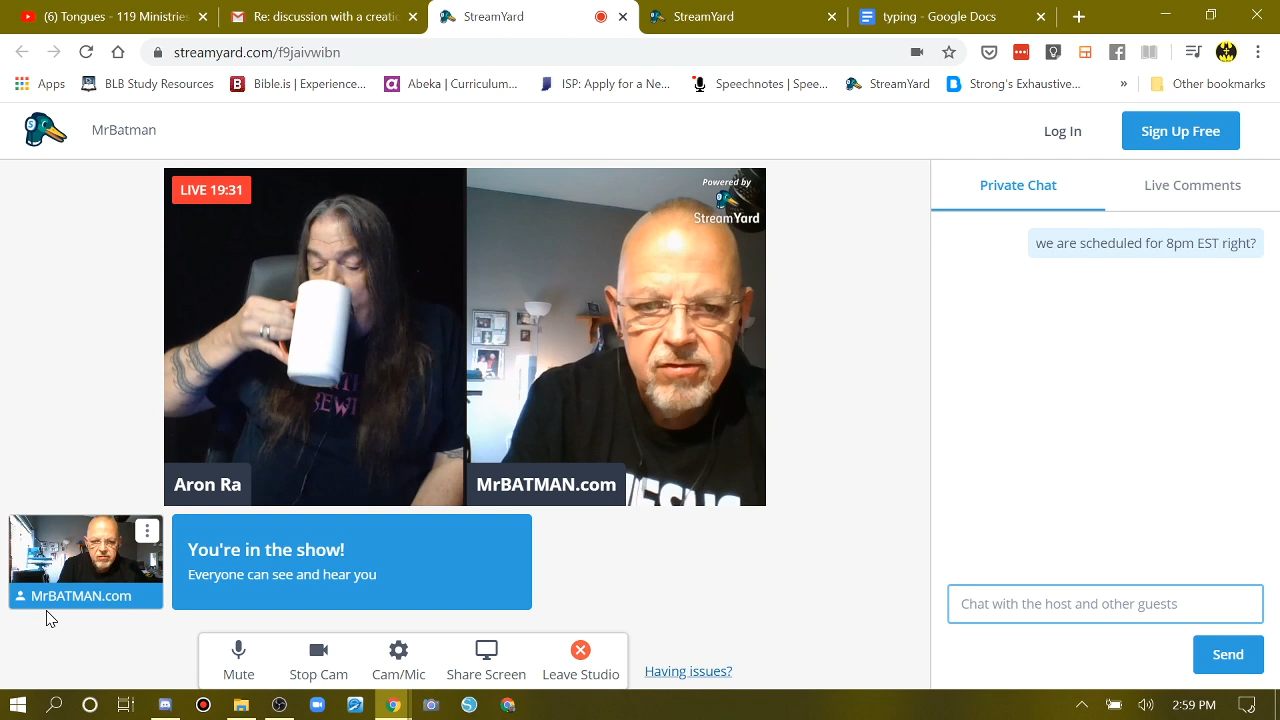 (6) Tongues - 119 Ministries
Re: discussion with a creati
StreamYard
StreamYard
typing - Google Docs
streamyard.com/f9jaivwibn
Apps
BLB Study Resources
Bible.is | Experience...
Abeka | Curriculum...
ISP: Apply for a Ne...
Speechnotes | Spee...
StreamYard
Strong's Exhaustive...
»
Other bookmarks
MrBatman
Log In
Sign Up Free
LIVE 19:31
Powered by
StreamYard
Aron Ra
MrBATMAN.com
MrBATMAN.com
You're in the show!
Everyone can see and hear you
Mute
Stop Cam
Cam/Mic
Share Screen
Leave Studio
Having issues?
Private Chat
Live Comments
we are scheduled for 8pm EST right?
Chat with the host and other guests
Send
2:59 PM